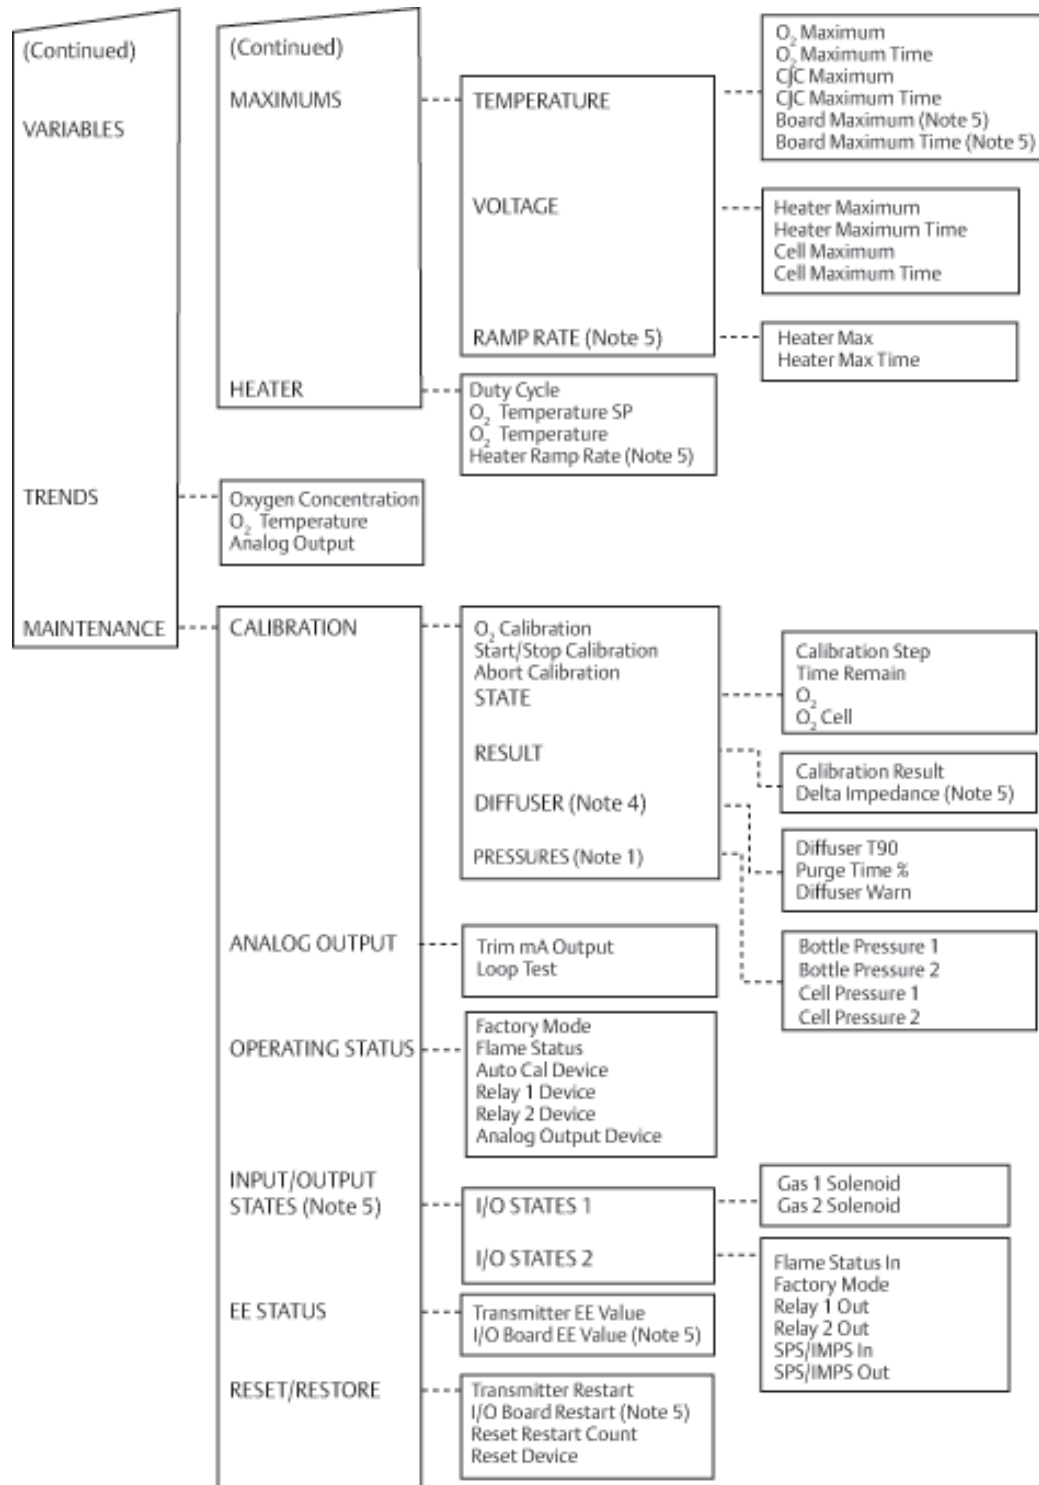 (Continued)
VARIABLES
TRENDS
MAINTENANCE
(Continued)
MAXIMUMS
HEATER
TEMPERATURE
VOLTAGE
RAMP RATE (Note 5)
O₂ Maximum
O₂ Maximum Time
CJC Maximum
CJC Maximum Time
Board Maximum (Note 5)
Board Maximum Time (Note 5)
Heater Maximum
Heater Maximum Time
Cell Maximum
Cell Maximum Time
Heater Max
Heater Max Time
Duty Cycle
O₂ Temperature SP
O₂ Temperature
Heater Ramp Rate (Note 5)
Oxygen Concentration
O₂ Temperature
Analog Output
CALIBRATION
O₂ Calibration
Start/Stop Calibration
Abort Calibration
STATE
RESULT
DIFFUSER (Note 4)
PRESSURES (Note 1)
Calibration Step
Time Remain
O₂
O₂ Cell
Calibration Result
Delta Impedance (Note 5)
Diffuser T90
Purge Time %
Diffuser Warn
Bottle Pressure 1
Bottle Pressure 2
Cell Pressure 1
Cell Pressure 2
ANALOG OUTPUT
Trim mA Output
Loop Test
OPERATING STATUS
Factory Mode
Flame Status
Auto Cal Device
Relay 1 Device
Relay 2 Device
Analog Output Device
INPUT/OUTPUT
STATES (Note 5)
I/O STATES 1
I/O STATES 2
Gas 1 Solenoid
Gas 2 Solenoid
Flame Status In
Factory Mode
Relay 1 Out
Relay 2 Out
SPS/IMPS In
SPS/IMPS Out
EE STATUS
Transmitter EE Value
I/O Board EE Value (Note 5)
RESET/RESTORE
Transmitter Restart
I/O Board Restart (Note 5)
Reset Restart Count
Reset Device